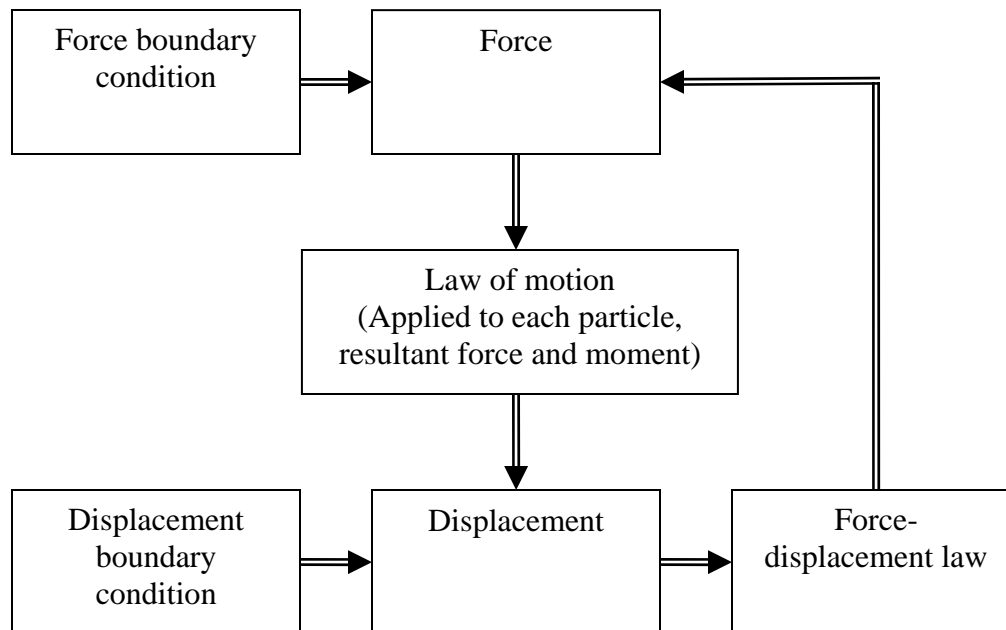 Force boundary
condition
Force
Law of motion
(Applied to each particle,
resultant force and moment)
Displacement
boundary
condition
Displacement
Force-
displacement law